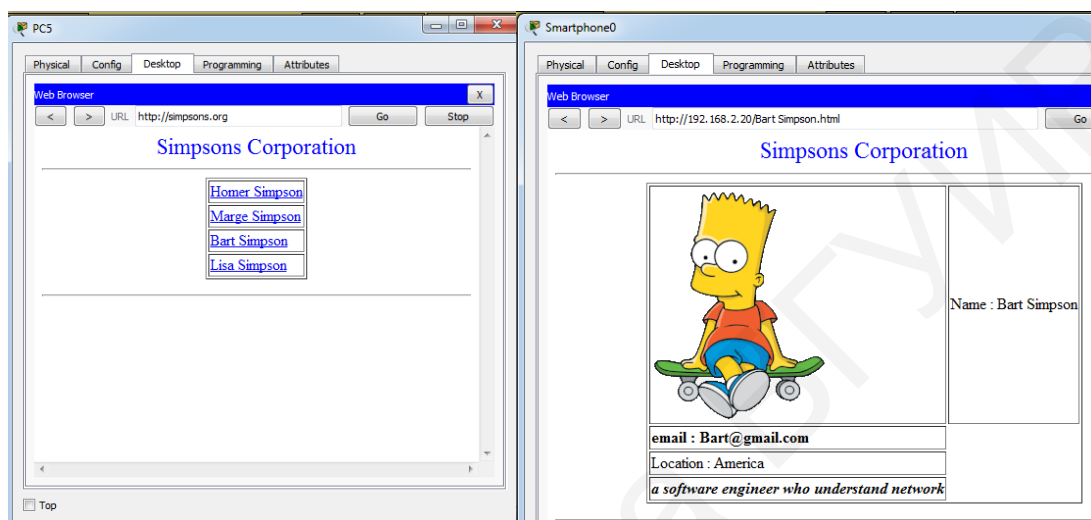 PC5
X
Physical Config Desktop Programming Attributes
Web Browser
X
< > URL http://simpsons.org Go Stop
Simpsons Corporation
Homer Simpson
Marge Simpson
Bart Simpson
Lisa Simpson
Top
Smartphone0
Physical Config Desktop Programming Attributes
Web Browser
< > URL http://192.168.2.20/Bart Simpson.html Go
Simpsons Corporation
Name : Bart Simpson
email : Bart@gmail.com
Location : America
a software engineer who understand network
БГУИР